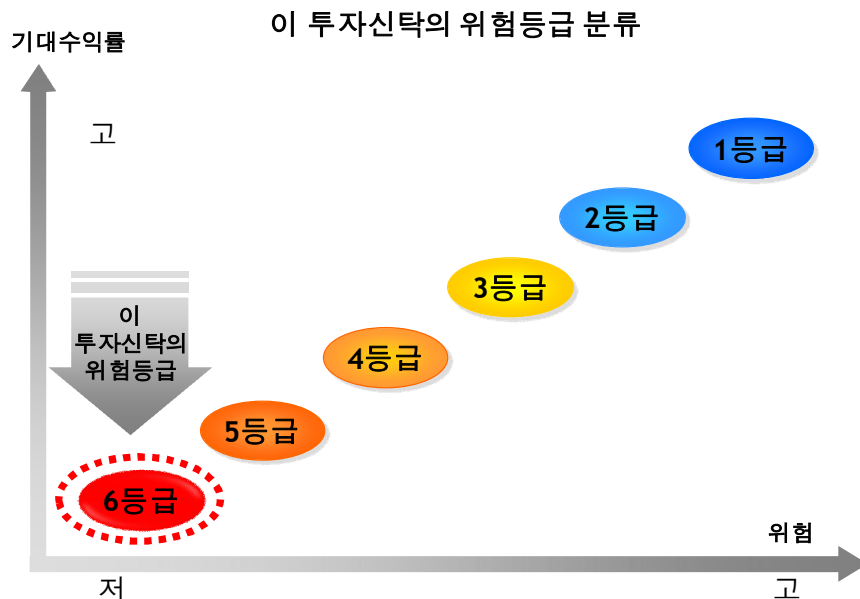 이 투자신탁의 위험등급 분류
기대수익률
고
1등급
2등급
3등급
이
투자신탁의
위험등급
4등급
5등급
6등급
위험
저
고